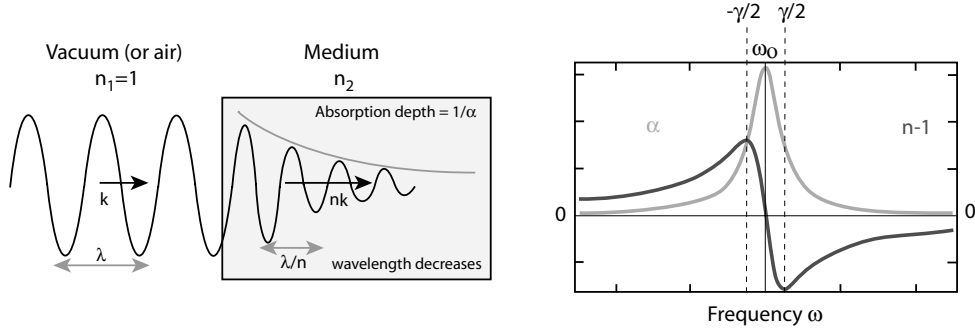 Vacuum (or air)
n₁=1
Medium
n₂
Absorption depth = 1/α
k
nk
λ
λ/n
wavelength decreases
-γ/2
γ/2
ω₀
α
n-1
0
0
Frequency ω